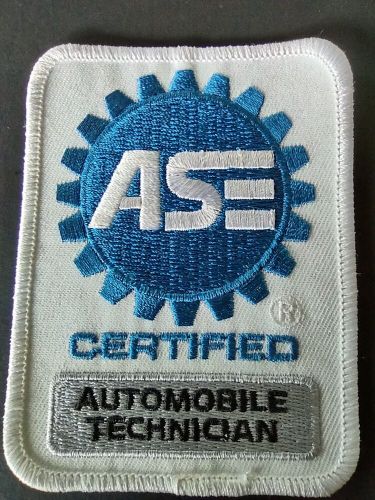 ASE
®
CERTIFIED
AUTOMOBILE
TECHNICIAN